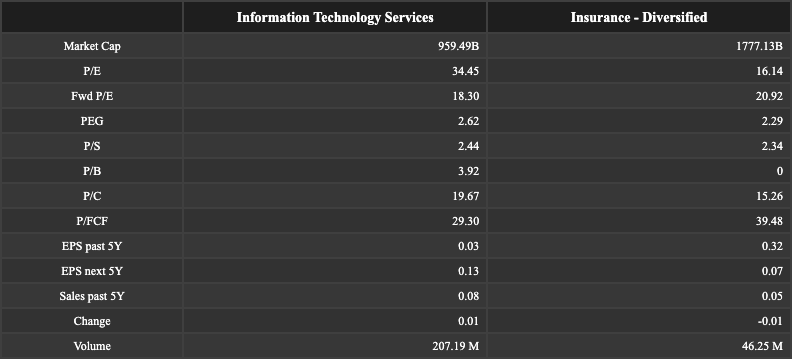 Information Technology Services Insurance - Diversified
Market Cap 959.49B 1777.13B
P/E 34.45 16.14
Fwd P/E 18.30 20.92
PEG 2.62 2.29
P/S 2.44 2.34
P/B 3.92 0
P/C 19.67 15.26
P/FCF 29.30 39.48
EPS past 5Y 0.03 0.32
EPS next 5Y 0.13 0.07
Sales past 5Y 0.08 0.05
Change 0.01 -0.01
Volume 207.19 M 46.25 M